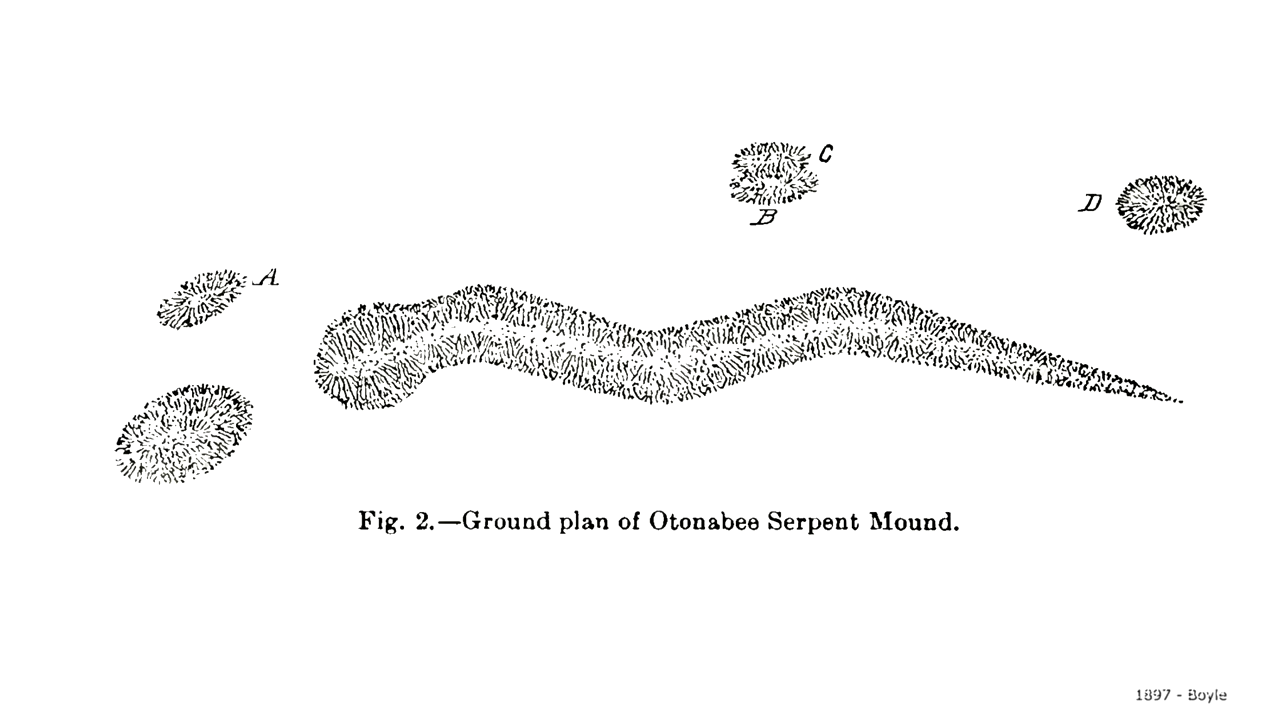 C
B
D
A
Fig. 2.—Ground plan of Otonabee Serpent Mound.
1897 - Boyle